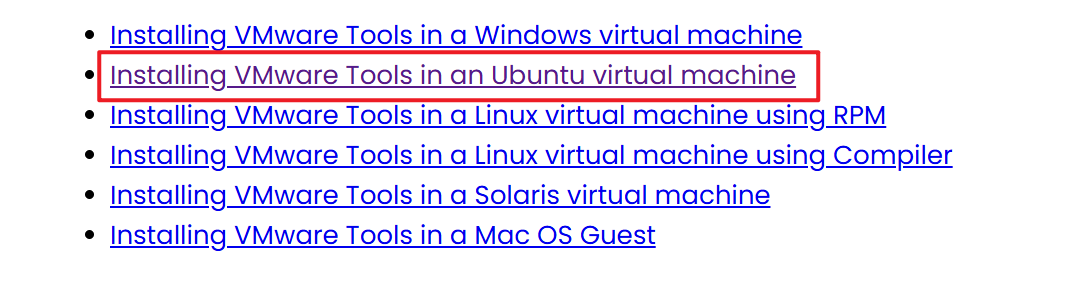 Installing VMware Tools in a Windows virtual machine
Installing VMware Tools in an Ubuntu virtual machine
Installing VMware Tools in a Linux virtual machine using RPM
Installing VMware Tools in a Linux virtual machine using Compiler
Installing VMware Tools in a Solaris virtual machine
Installing VMware Tools in a Mac OS Guest